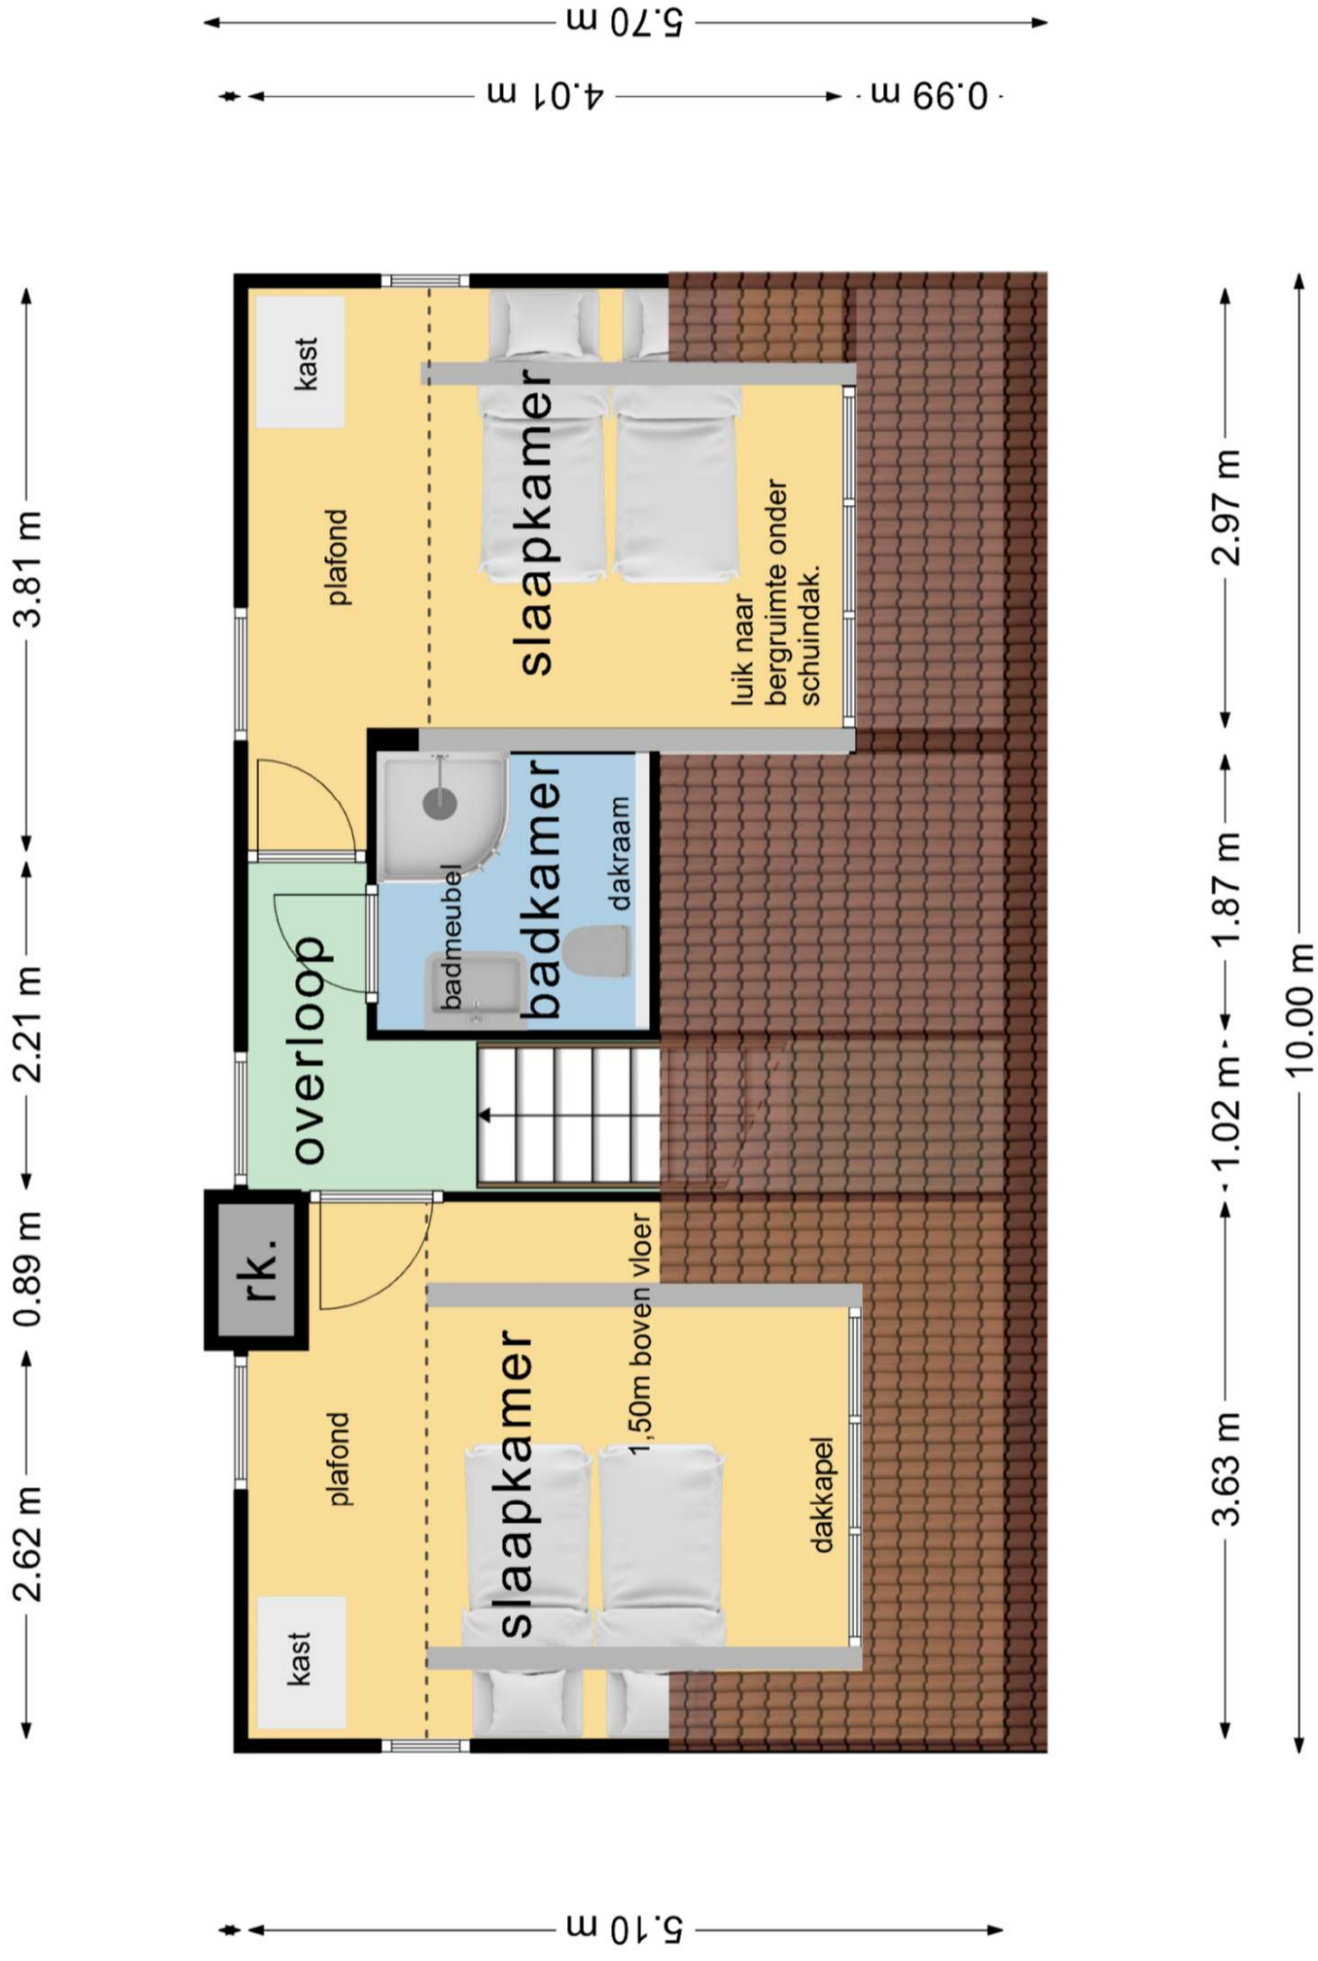 5.70 m
4.01 m
0.99 m
3.81 m
2.21 m
0.89 m
2.62 m
kast
plafond
slaapkamer
luik naar
bergruimte onder
schuindak.
overloop
badmeubel
badkamer
dakraam
rk.
plafond
kast
slaapkamer
1,50m boven vloer
dakkapel
2.97 m
1.87 m
1.02 m
3.63 m
10.00 m
5.10 m